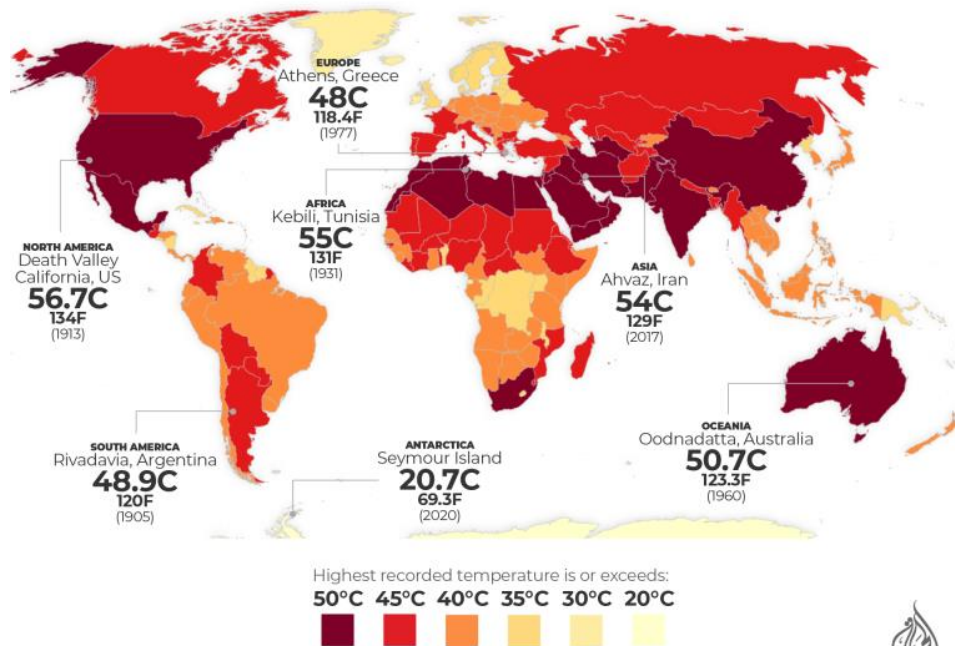 EUROPE
Athens, Greece
48C
118.4F
(1977)
AFRICA
Kebili, Tunisia
55C
131F
(1931)
NORTH AMERICA
Death Valley
California, US
56.7C
134F
(1913)
ASIA
Ahvaz, Iran
54C
129F
(2017)
SOUTH AMERICA
Rivadavia, Argentina
48.9C
120F
(1905)
ANTARCTICA
Seymour Island
20.7C
69.3F
(2020)
OCEANIA
Oodnadatta, Australia
50.7C
123.3F
(1960)
Highest recorded temperature is or exceeds:
50°C 45°C 40°C 35°C 30°C 20°C